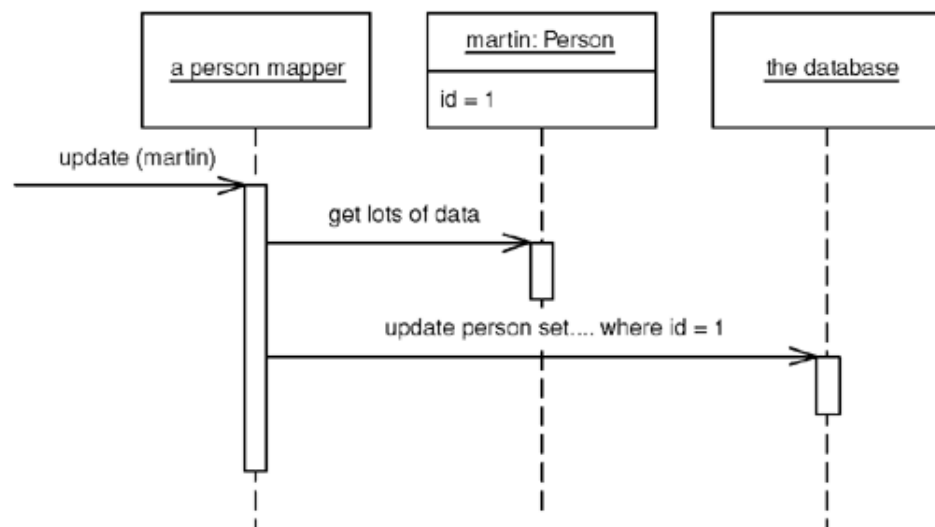 a person mapper
martin: Person
id = 1
the database
update (martin)
get lots of data
update person set.... where id = 1